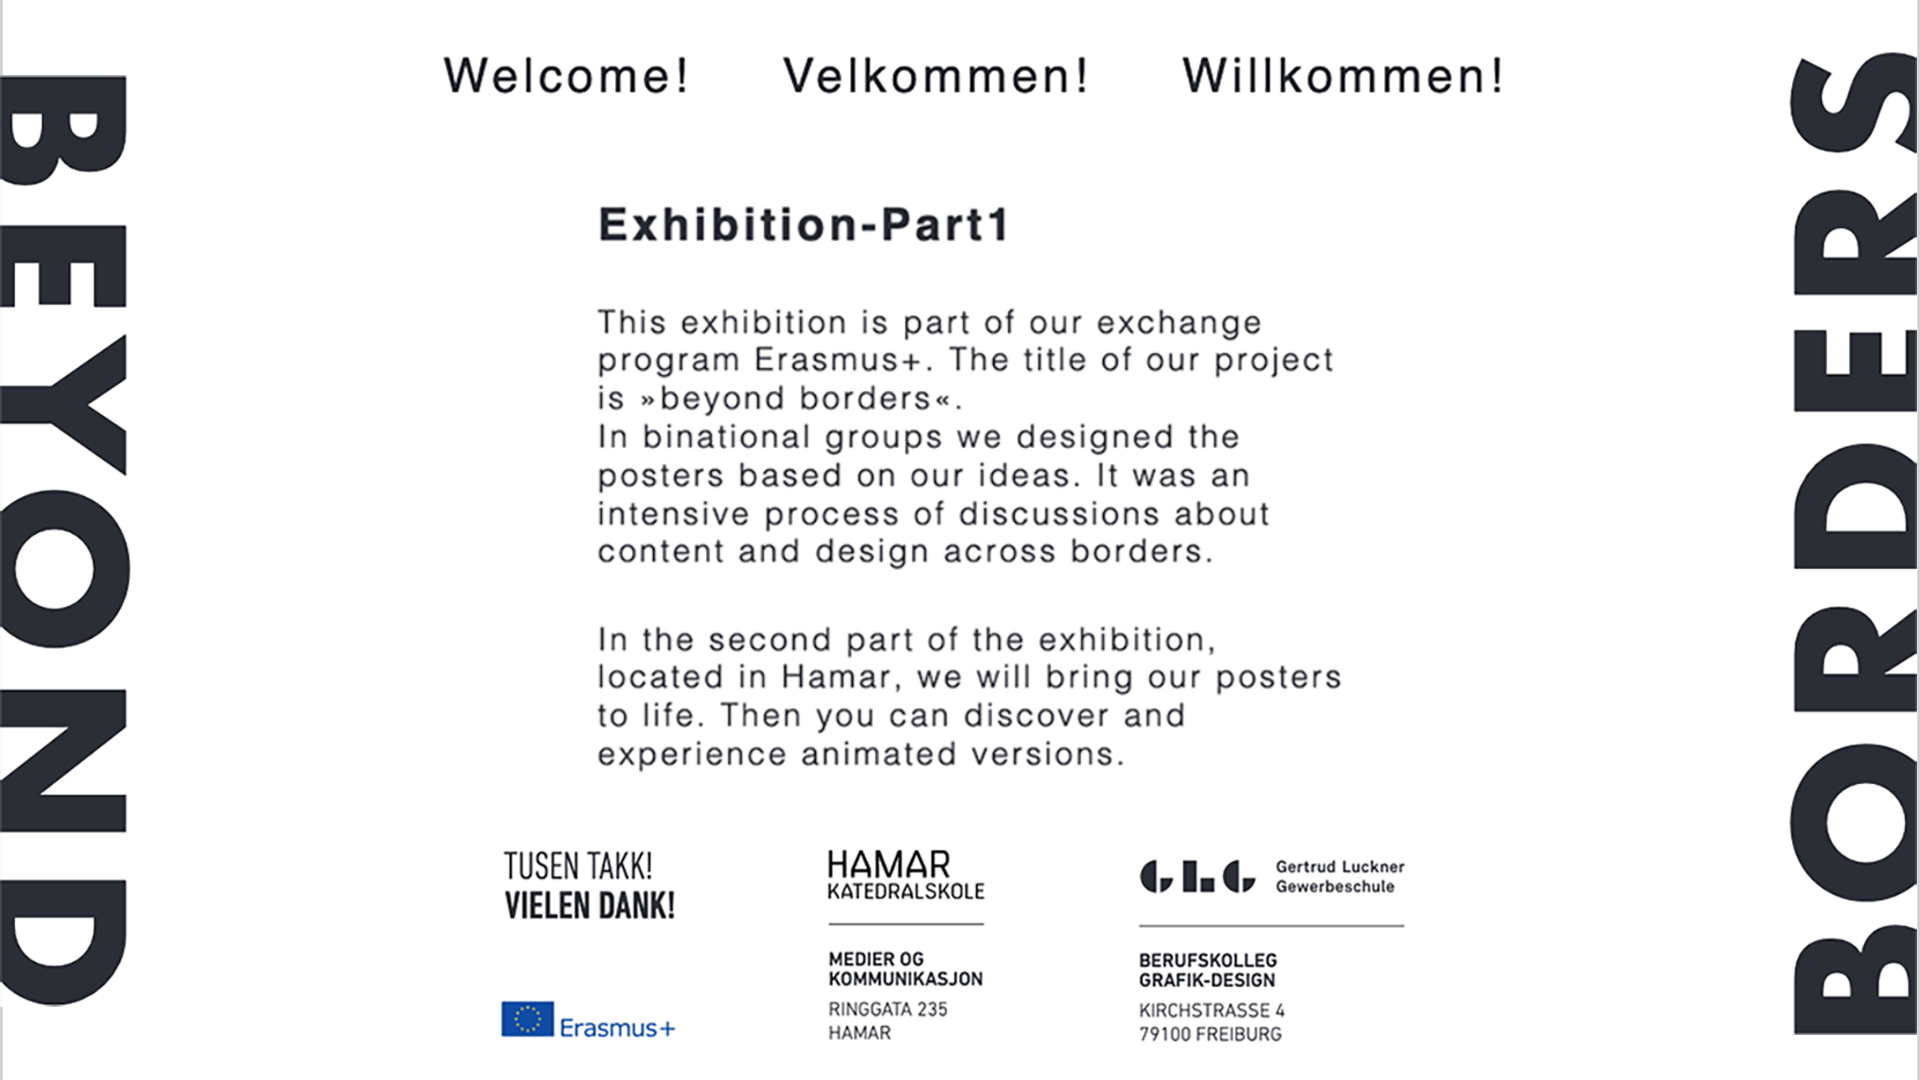 BEYOND
Welcome! Velkommen! Willkommen!
Exhibition-Part1
This exhibition is part of our exchange
program Erasmus+. The title of our project
is »beyond borders«.
In binational groups we designed the
posters based on our ideas. It was an
intensive process of discussions about
content and design across borders.
In the second part of the exhibition,
located in Hamar, we will bring our posters
to life. Then you can discover and
experience animated versions.
TUSEN TAKK!
VIELEN DANK!
Erasmus+
HAMAR
KATEDRALSKOLE
MEDIER OG
KOMMUNIKASJON
RINGGATA 235
HAMAR
GLG
Gertrud Luckner
Gewerbeschule
BERUFSKOLLEG
GRAFIK-DESIGN
KIRCHSTRASSE 4
79100 FREIBURG
BORDERS